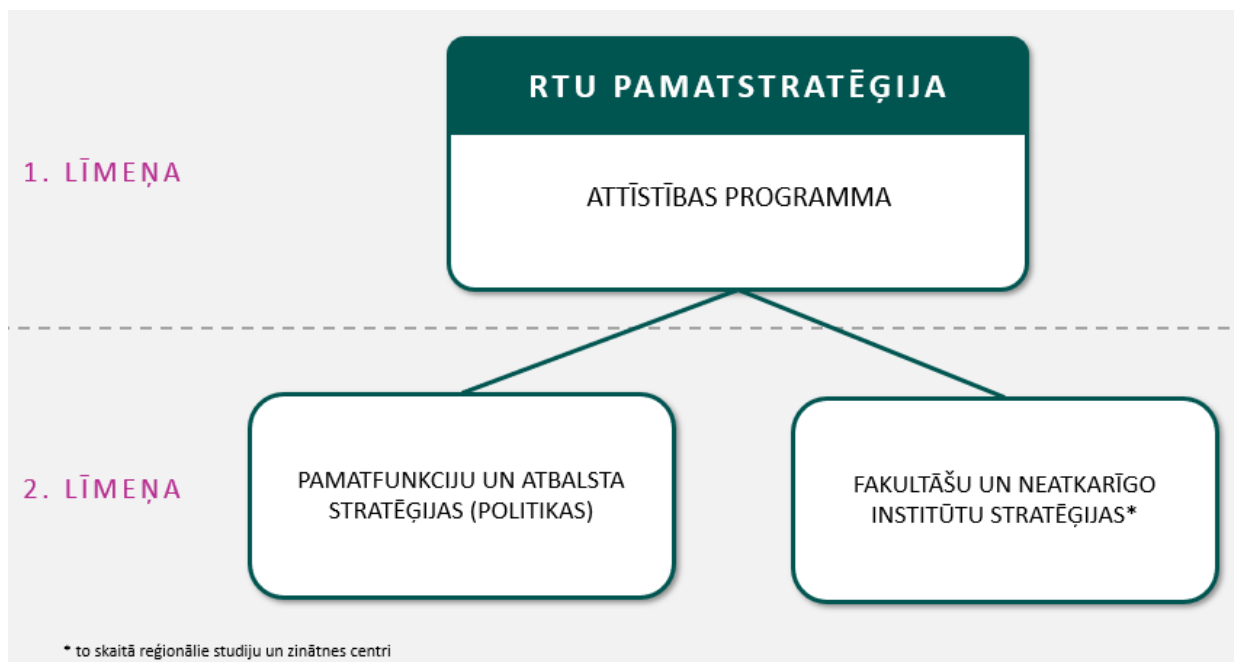 RTU PAMATSTRATĒĢIJA
1. LĪMEŅA
ATTĪSTĪBAS PROGRAMMA
2. LĪMEŅA
PAMATFUNKCIJU UN ATBALSTA
STRATĒĢIJAS (POLITIKAS)
FAKULTĀŠU UN NEATKARĪGO
INSTITŪTU STRATĒĢIJAS*
* to skaitā reģionālie studiju un zinātnes centri